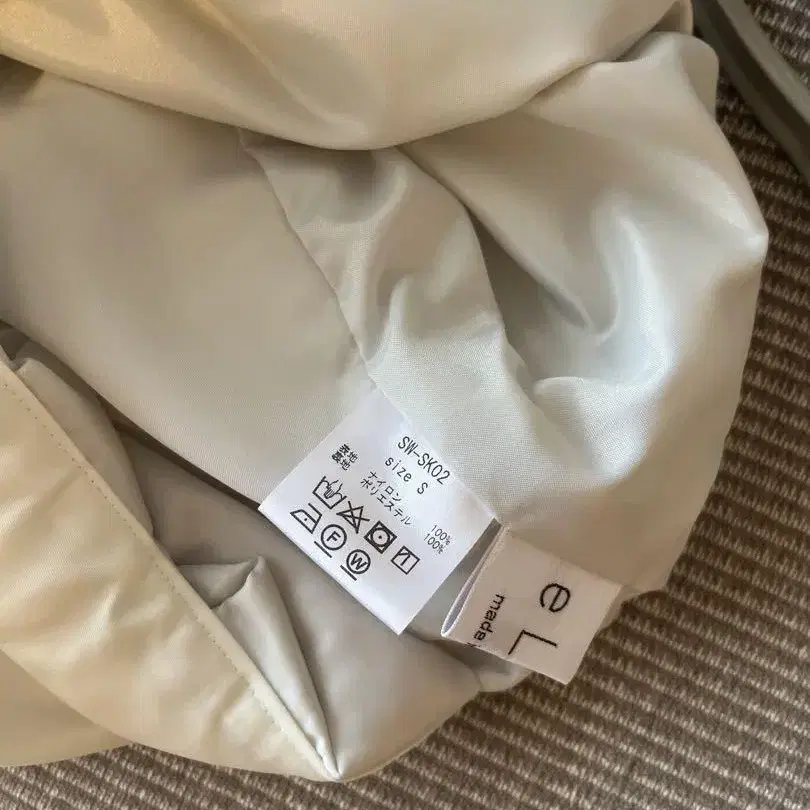 SW-SK02
size S
表地 ナイロン 100%
裏地 ポリエステル 100%
F
W
e L
made